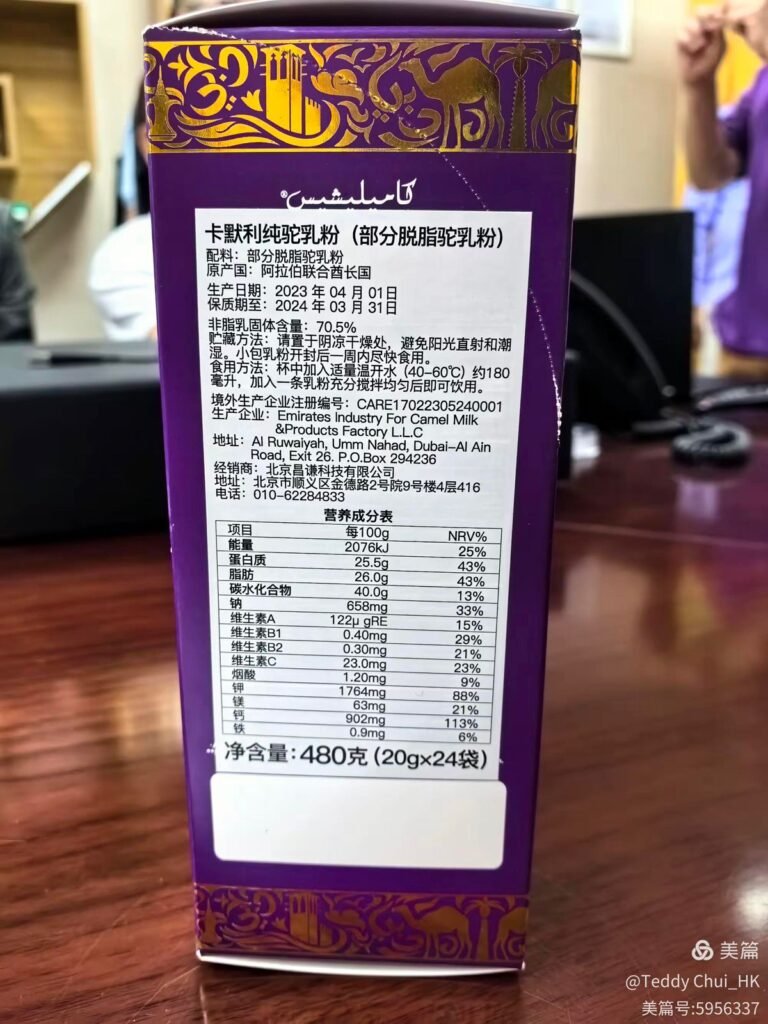 كاميليشيس®
卡默利纯驼乳粉（部分脱脂驼乳粉）
配料：部分脱脂驼乳粉
原产国：阿拉伯联合酋长国
生产日期：2023 年 04 月 01日
保质期至：2024 年 03 月 31日
非脂乳固体含量：70.5%
贮藏方法：请置于阴凉干燥处，避免阳光直射和潮
湿。小包乳粉开封后一周内尽快食用。
食用方法：杯中加入适量温开水（40-60℃）约180
毫升，加入一条乳粉充分搅拌均匀后即可饮用。
境外生产企业注册编号：CARE17022305240001
生产企业：Emirates Industry For Camel Milk
&Products Factory L.L.C
地址：Al Ruwaiyah, Umm Nahad, Dubai-Al Ain
Road, Exit 26. P.O.Box 294236
经销商：北京昌谦科技有限公司
地址：北京市顺义区金德路2号院9号楼4层416
电话：010-62284833
营养成分表
项目 每100g NRV%
能量 2076kJ 25%
蛋白质 25.5g 43%
脂肪 26.0g 43%
碳水化合物 40.0g 13%
钠 658mg 33%
维生素A 122μ gRE 15%
维生素B1 0.40mg 29%
维生素B2 0.30mg 21%
维生素C 23.0mg 23%
烟酸 1.20mg 9%
钾 1764mg 88%
镁 63mg 21%
钙 902mg 113%
铁 0.9mg 6%
净含量：480克（20g×24袋）
美篇
@Teddy Chui_HK
美篇号:5956337